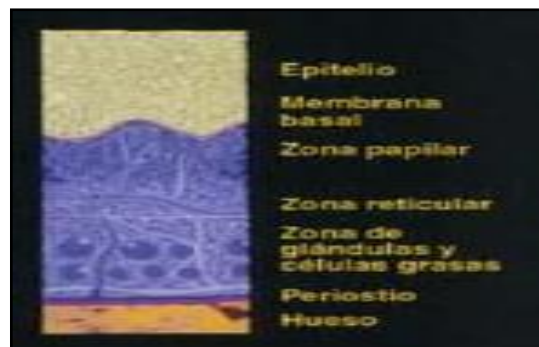 Epitelio
Membrana
basal
Zona papilar
Zona reticular
Zona de
glándulas y
células grasas
Periostio
Hueso